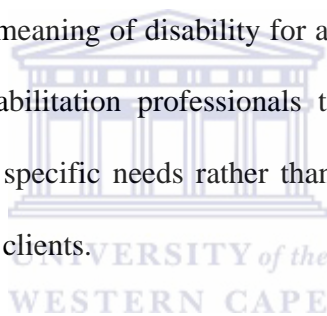 meaning of disability for a
abilitation professionals t
specific needs rather than
clients.
UNIVERSITY of the
WESTERN CAPE